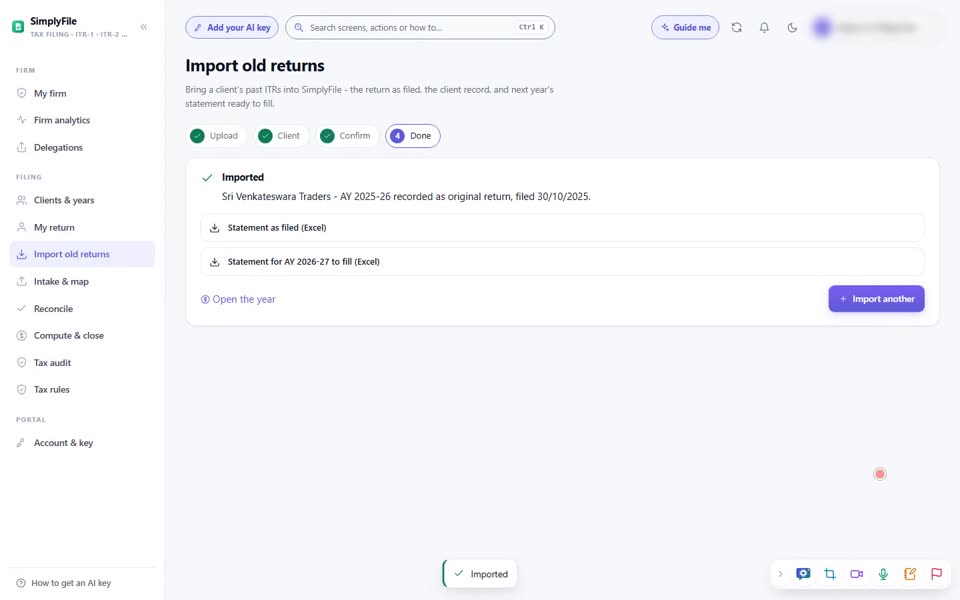 SimplyFile
TAX FILING · ITR-1 · ITR-2 ...
«
FIRM
My firm
Firm analytics
Delegations
FILING
Clients & years
My return
Import old returns
Intake & map
Reconcile
Compute & close
Tax audit
Tax rules
PORTAL
Account & key
How to get an AI key
Add your AI key
Search screens, actions or how to...
Ctrl K
Guide me
Import old returns
Bring a client's past ITRs into SimplyFile - the return as filed, the client record, and next year's
statement ready to fill.
Upload
Client
Confirm
4 Done
Imported
Sri Venkateswara Traders - AY 2025-26 recorded as original return, filed 30/10/2025.
Statement as filed (Excel)
Statement for AY 2026-27 to fill (Excel)
Open the year
+ Import another
Imported